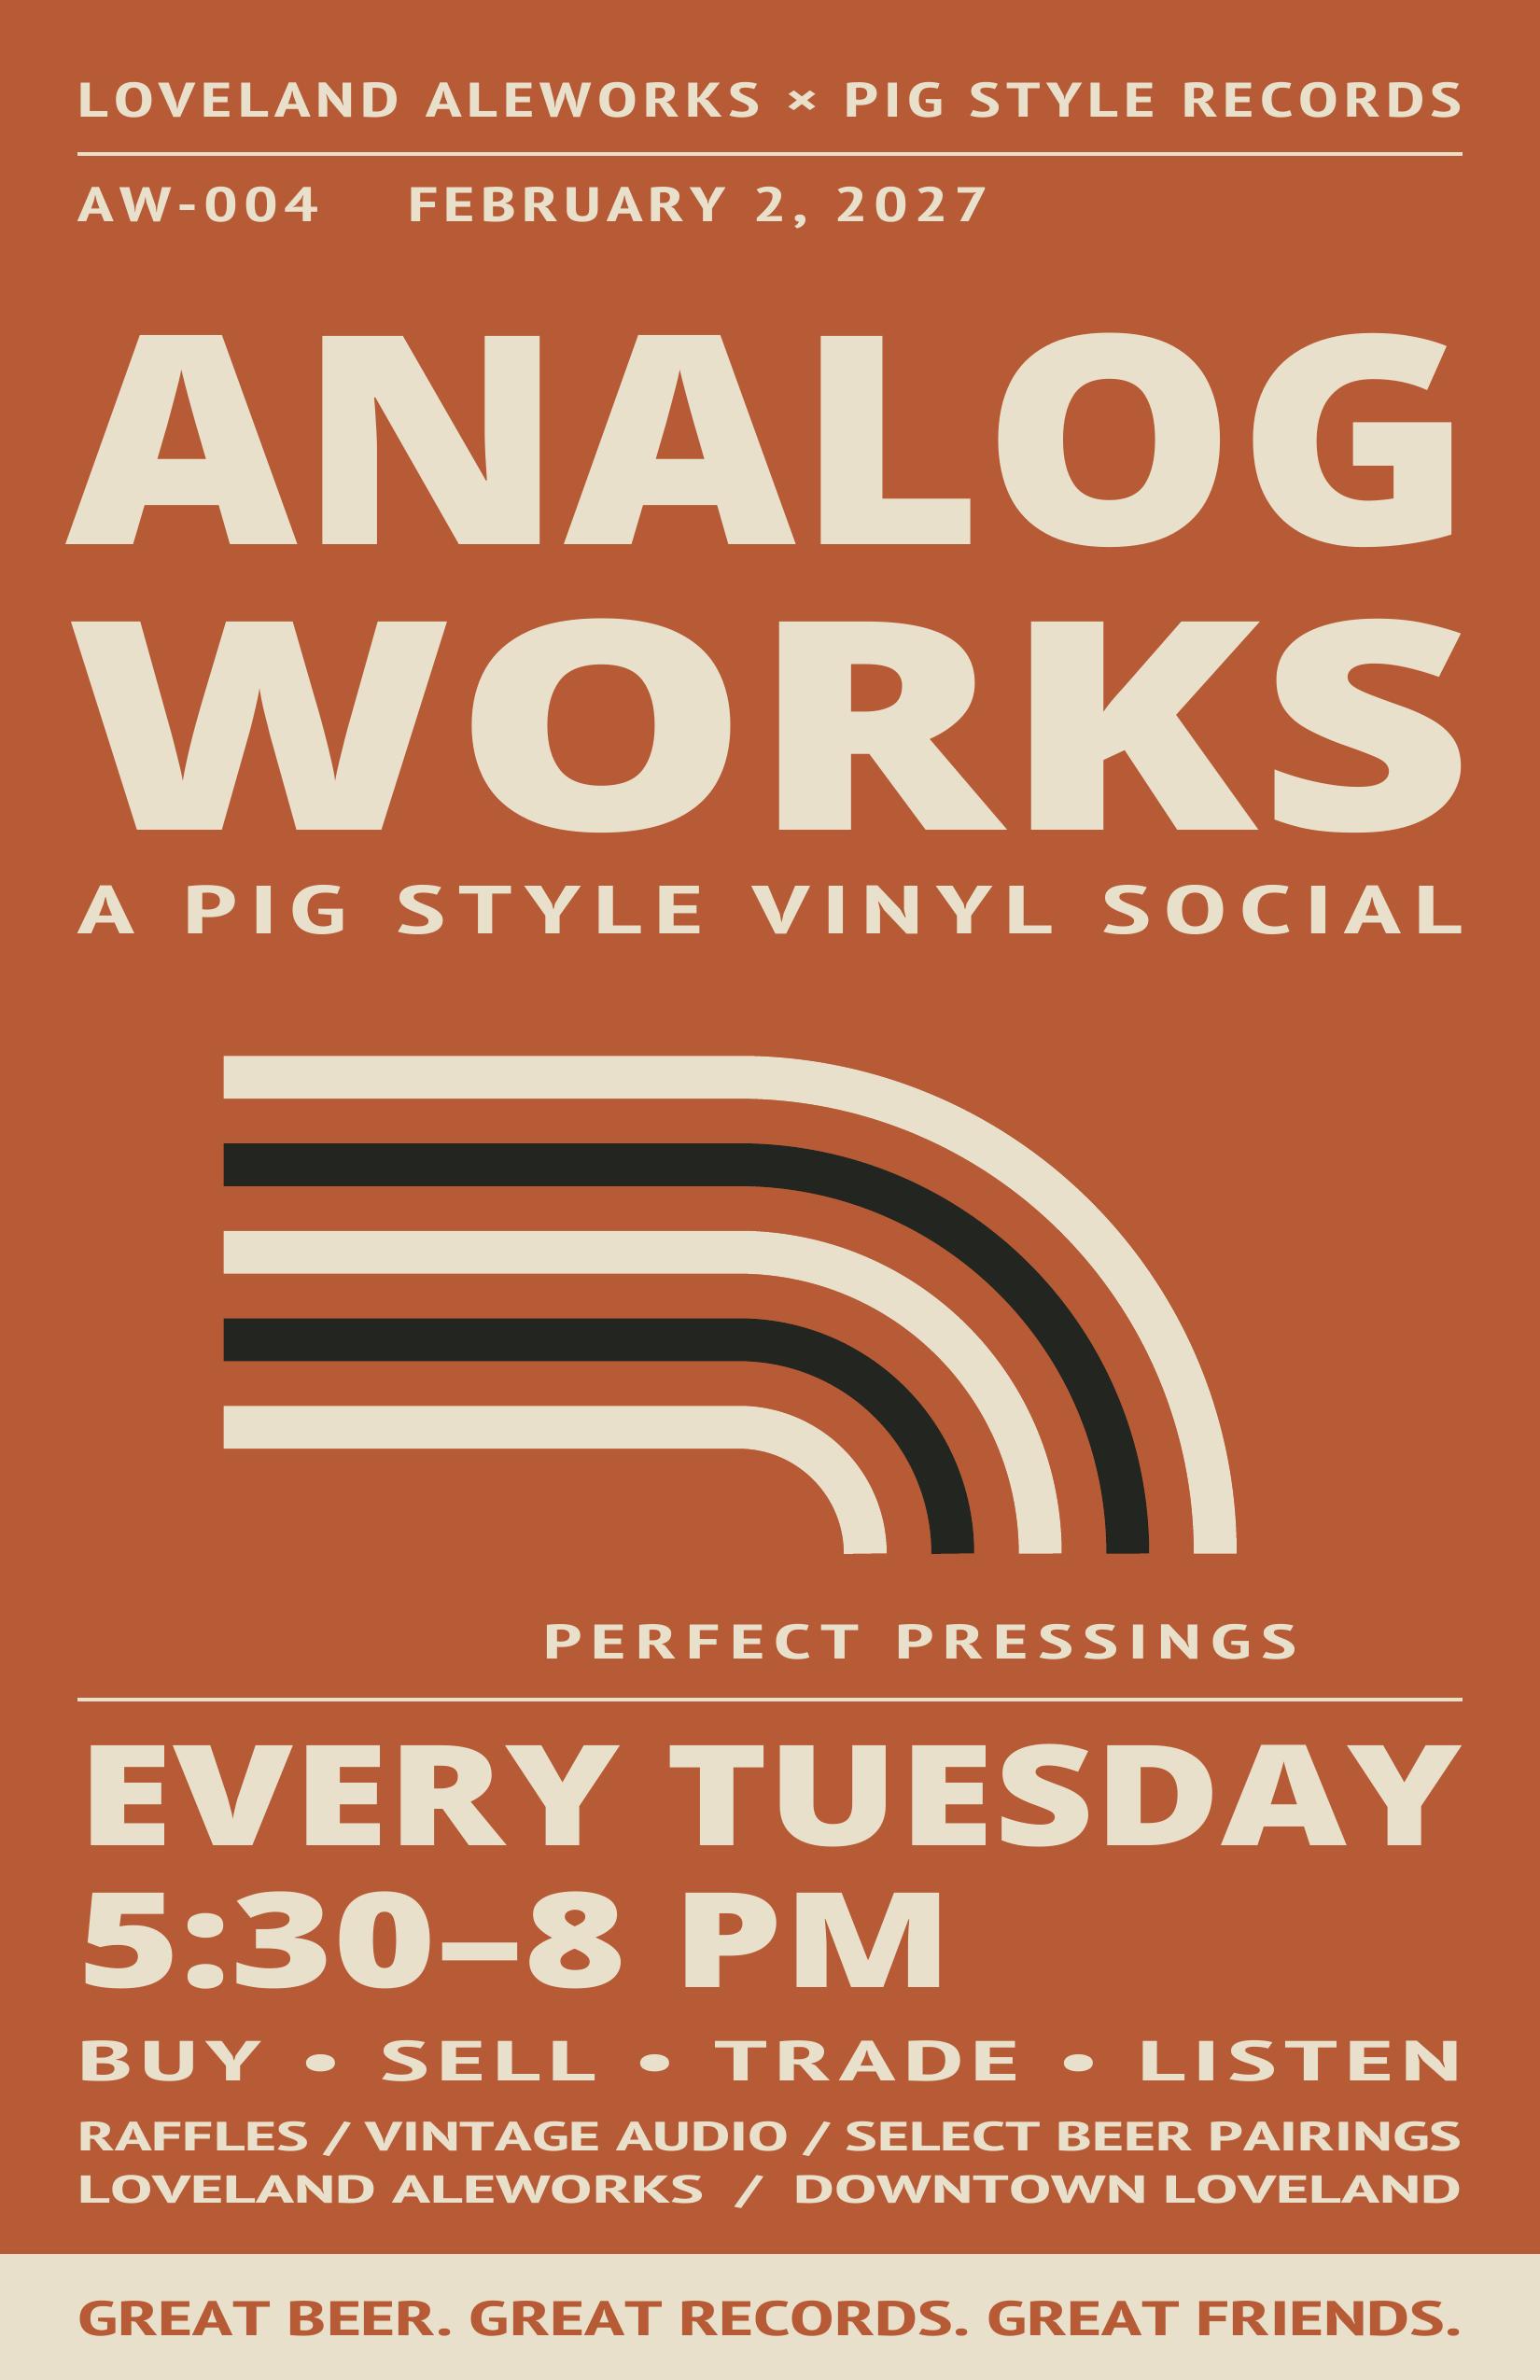 LOVELAND ALEWORKS × PIG STYLE RECORDS
AW-004 FEBRUARY 2, 2027
ANALOG
WORKS
A PIG STYLE VINYL SOCIAL
PERFECT PRESSINGS
EVERY TUESDAY
5:30–8 PM
BUY • SELL • TRADE • LISTEN
RAFFLES / VINTAGE AUDIO / SELECT BEER PAIRINGS
LOVELAND ALEWORKS / DOWNTOWN LOVELAND
GREAT BEER. GREAT RECORDS. GREAT FRIENDS.